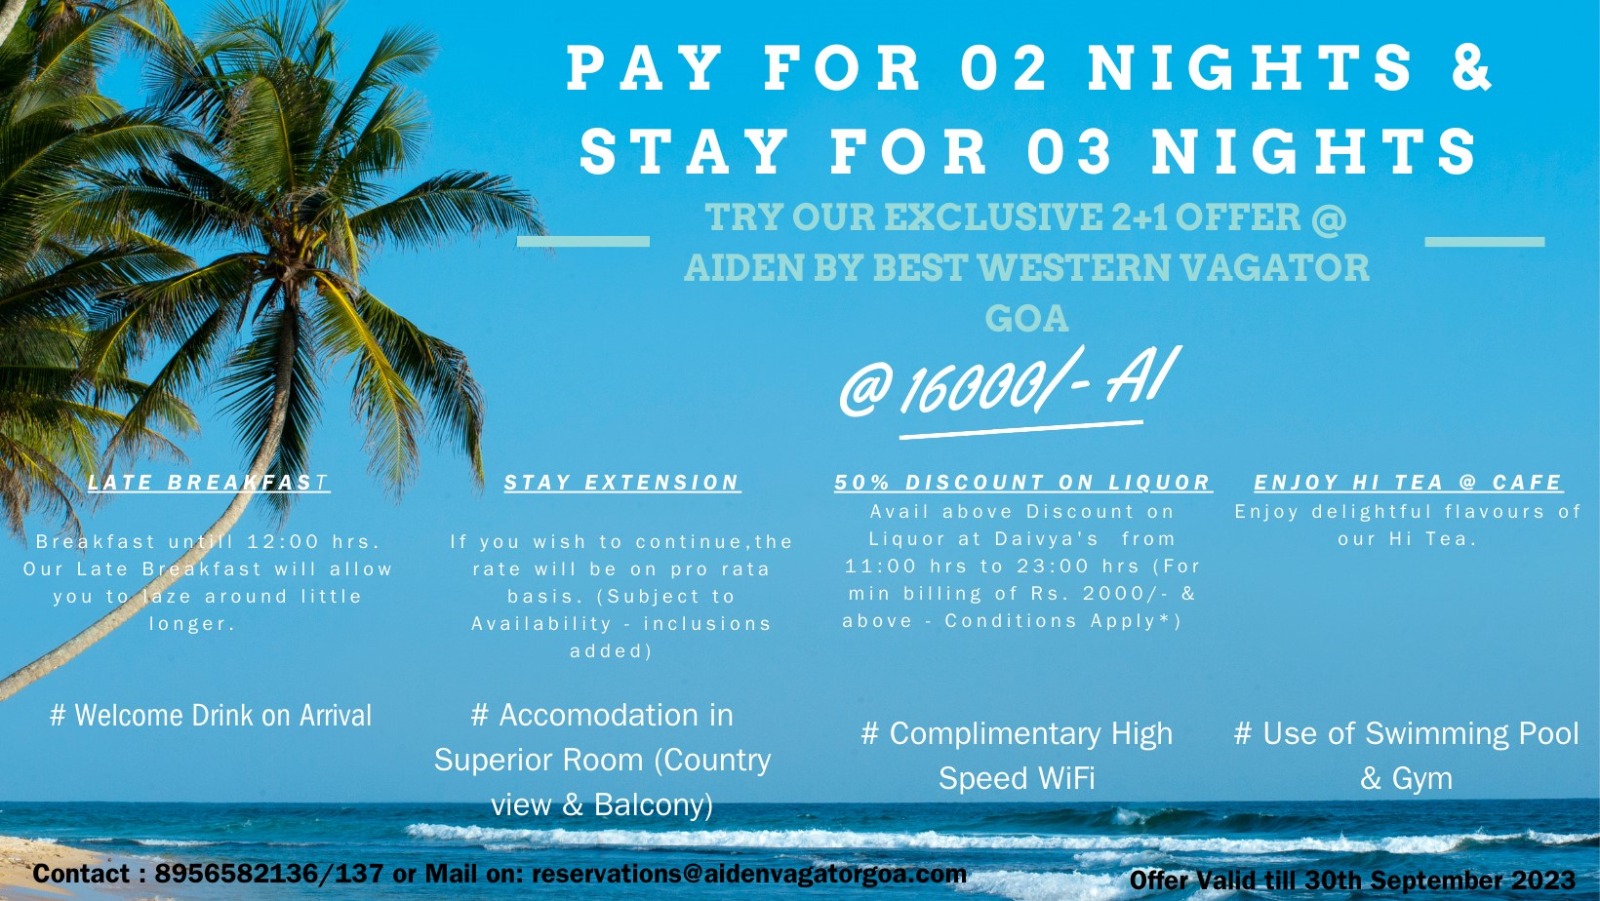 PAY FOR 02 NIGHTS &
STAY FOR 03 NIGHTS
TRY OUR EXCLUSIVE 2+1 OFFER @
AIDEN BY BEST WESTERN VAGATOR
GOA
@ 16000/- AI
LATE BREAKFAST
Breakfast untill 12:00 hrs.
Our Late Breakfast will allow
you to laze around little
longer.
STAY EXTENSION
If you wish to continue,the
rate will be on pro rata
basis. (Subject to
Availability - inclusions
added)
50% DISCOUNT ON LIQUOR
Avail above Discount on
Liquor at Daivya's from
11:00 hrs to 23:00 hrs (For
min billing of Rs. 2000/- &
above - Conditions Apply*)
ENJOY HI TEA @ CAFE
Enjoy delightful flavours of
our Hi Tea.
# Welcome Drink on Arrival
# Accomodation in
Superior Room (Country
view & Balcony)
# Complimentary High
Speed WiFi
# Use of Swimming Pool
& Gym
Contact : 8956582136/137 or Mail on: reservations@aidenvagatorgoa.com
Offer Valid till 30th September 2023